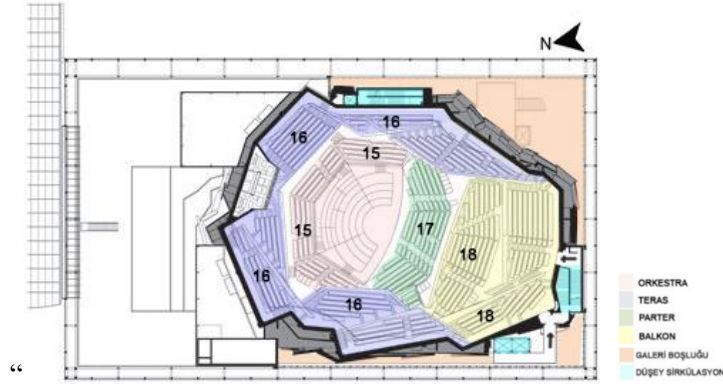 N
16
16
15
15
17
18
16
16
18
ORKESTRA
TERAS
PARTER
BALKON
GALERİ BOŞLUĞU
DÜŞEY SİRKÜLASYON
“